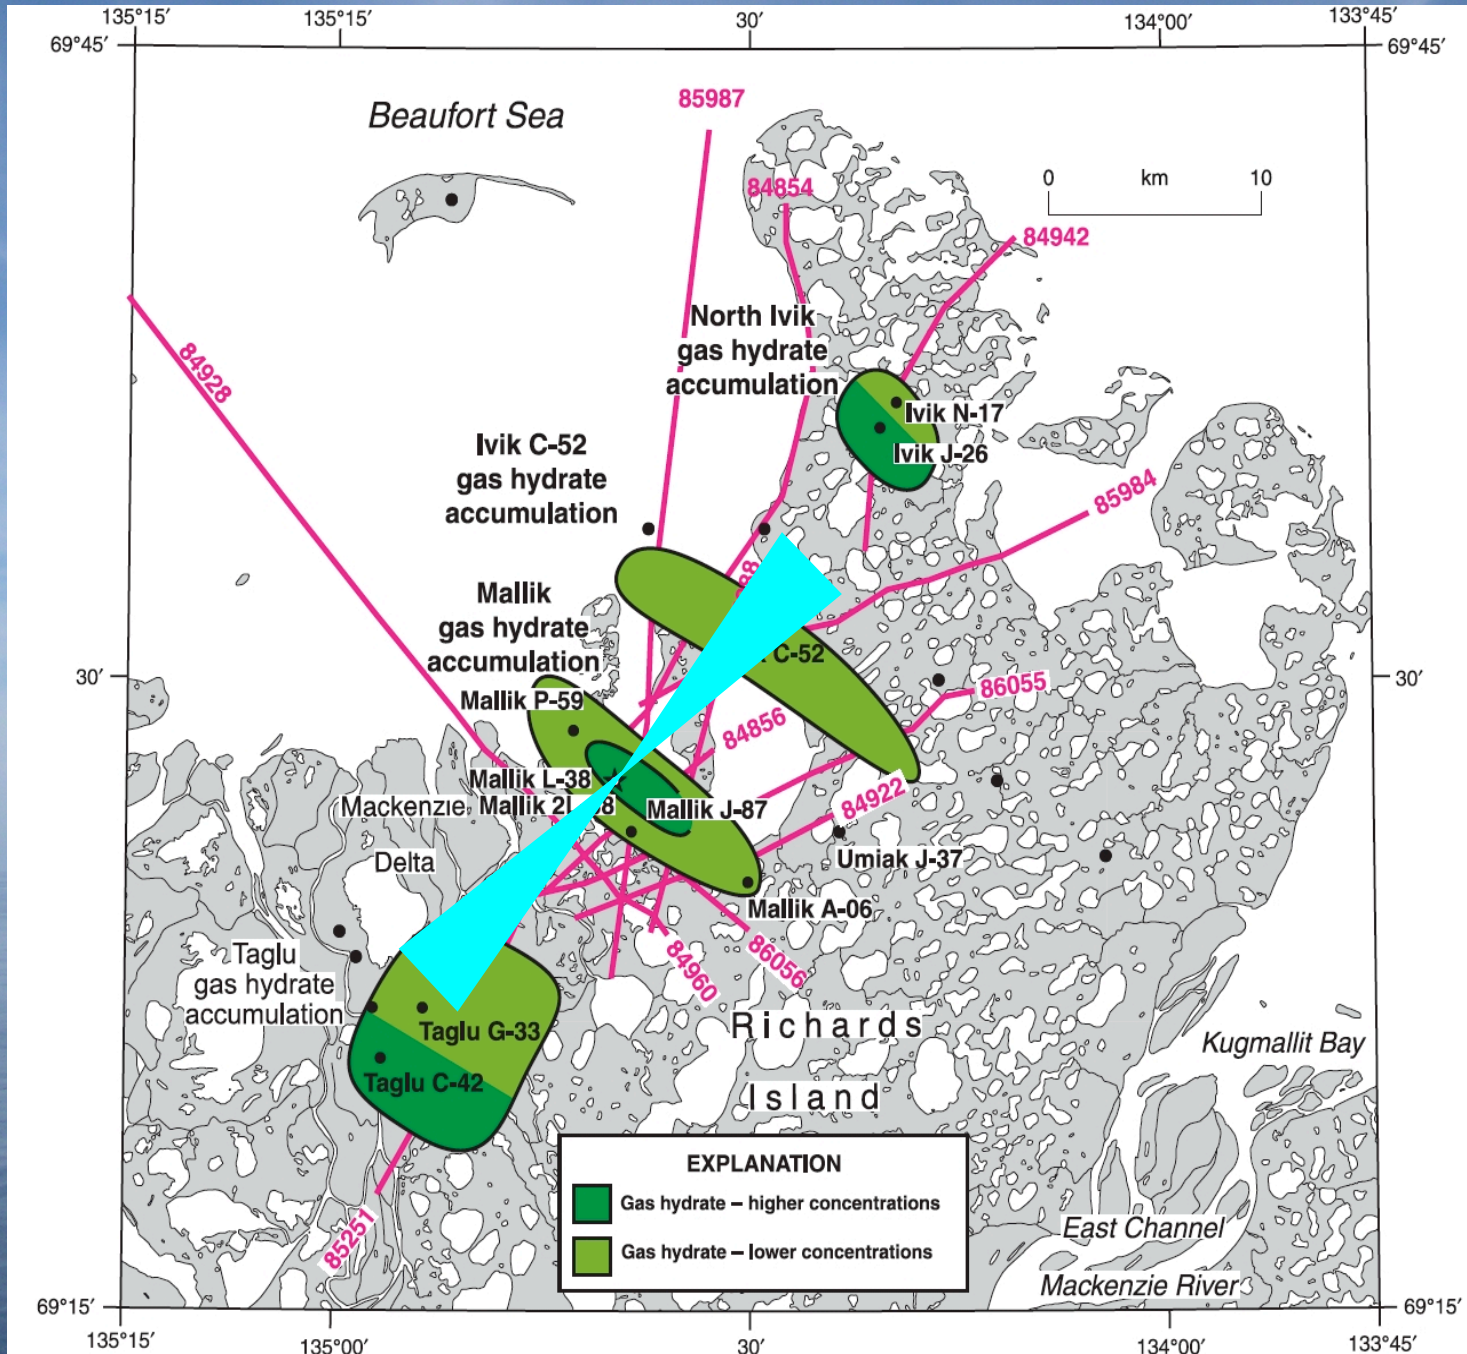 135°15′
135°15′
30′
134°00′
133°45′
69°45′
69°45′
Beaufort Sea
85987
84854
0 km 10
84942
North Ivik
gas hydrate
accumulation
84928
Ivik N-17
Ivik J-26
Ivik C-52
gas hydrate
accumulation
85984
88
Mallik
gas hydrate
accumulation
C-52
30′
30′
86055
Mallik P-59
84856
Mallik L-38
Mackenzie
Mallik 2L
8
Mallik J-87
84922
Delta
Umiak J-37
Mallik A-06
Taglu
gas hydrate
accumulation
84960
86056
Taglu G-33
Richards
Island
Kugmallit Bay
Taglu C-42
EXPLANATION
Gas hydrate – higher concentrations
Gas hydrate – lower concentrations
85251
East Channel
Mackenzie River
69°15′
69°15′
135°15′
135°00′
30′
134°00′
133°45′